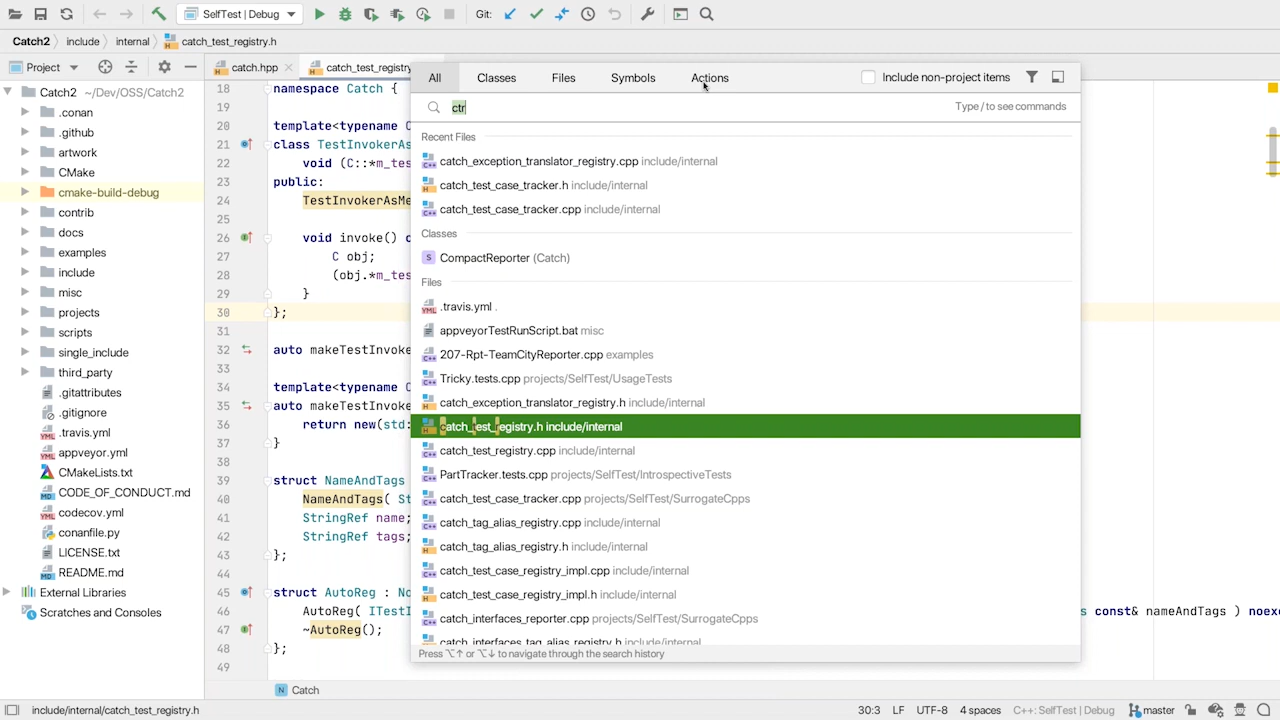 SelfTest | Debug
Git:
Catch2
include
internal
catch_test_registry.h
Project
catch.hpp
catch_test_registry
Catch2 ~/Dev/OSS/Catch2
.conan
.github
artwork
CMake
cmake-build-debug
contrib
docs
examples
include
misc
projects
scripts
single_include
third_party
.gitattributes
.gitignore
.travis.yml
appveyor.yml
CMakeLists.txt
CODE_OF_CONDUCT.md
codecov.yml
conanfile.py
LICENSE.txt
README.md
External Libraries
Scratches and Consoles
18 namespace Catch {
19
20 template<typename C
21 class TestInvokerAs
22 void (C::*m_tes
23 public:
24 TestInvokerAsMe
25
26 void invoke() c
27 C obj;
28 (obj.*m_tes
29 }
30 };
31
32 auto makeTestInvoke
33
34 template<typename C
35 auto makeTestInvoke
36 return new(std:
37 }
38
39 struct NameAndTags
40 NameAndTags( St
41 StringRef name;
42 StringRef tags;
43 };
44
45 struct AutoReg : No
46 AutoReg( ITestI
s const& nameAndTags ) noex
47 ~AutoReg();
48 };
49
All
Classes
Files
Symbols
Actions
Include non-project items
ctr
Type / to see commands
Recent Files
catch_exception_translator_registry.cpp include/internal
catch_test_case_tracker.h include/internal
catch_test_case_tracker.cpp include/internal
Classes
S CompactReporter (Catch)
Files
.travis.yml .
appveyorTestRunScript.bat misc
207-Rpt-TeamCityReporter.cpp examples
Tricky.tests.cpp projects/SelfTest/UsageTests
catch_exception_translator_registry.h include/internal
catch_test_registry.h include/internal
catch_test_registry.cpp include/internal
PartTracker.tests.cpp projects/SelfTest/IntrospectiveTests
catch_test_case_tracker.cpp projects/SelfTest/SurrogateCpps
catch_tag_alias_registry.cpp include/internal
catch_tag_alias_registry.h include/internal
catch_test_case_registry_impl.cpp include/internal
catch_test_case_registry_impl.h include/internal
catch_interfaces_reporter.cpp projects/SelfTest/SurrogateCpps
catch_interfaces_tag_alias_registry.h include/internal
Press ⌥↑ or ⌥↓ to navigate through the search history
N Catch
include/internal/catch_test_registry.h
30:3
LF
UTF-8
4 spaces
C++: SelfTest | Debug
master